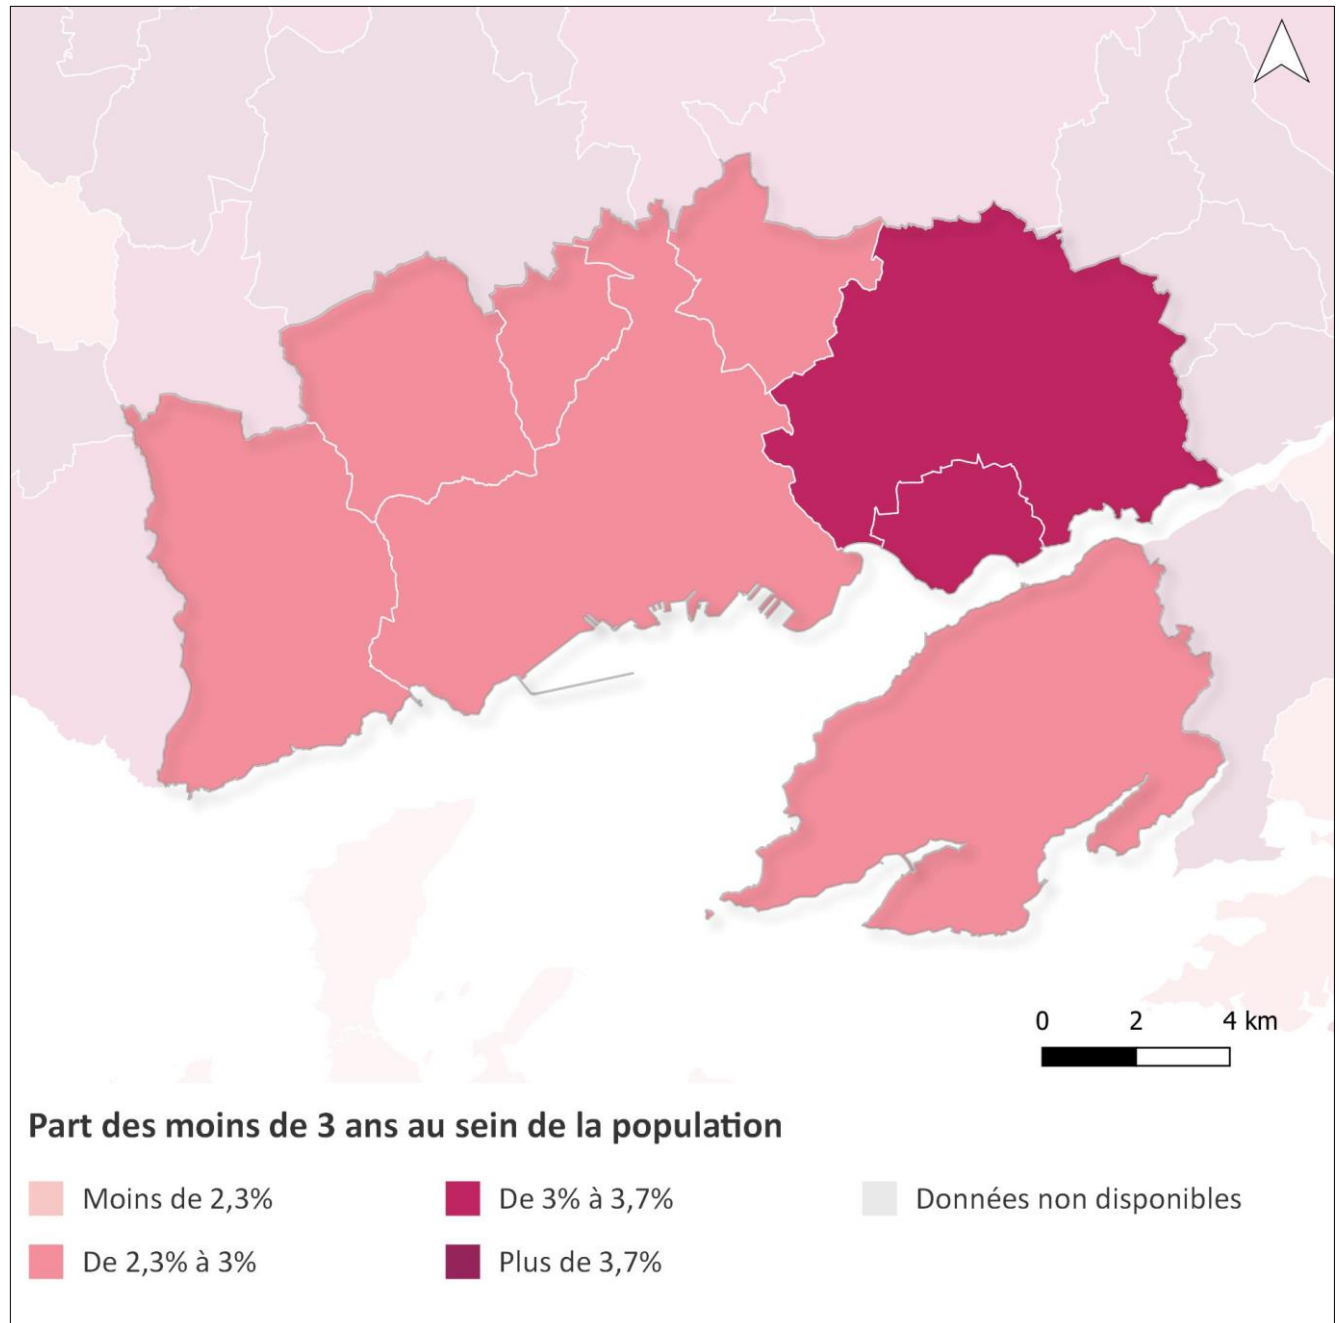 0 2 4 km
Part des moins de 3 ans au sein de la population
Moins de 2,3%
De 2,3% à 3%
De 3% à 3,7%
Plus de 3,7%
Données non disponibles